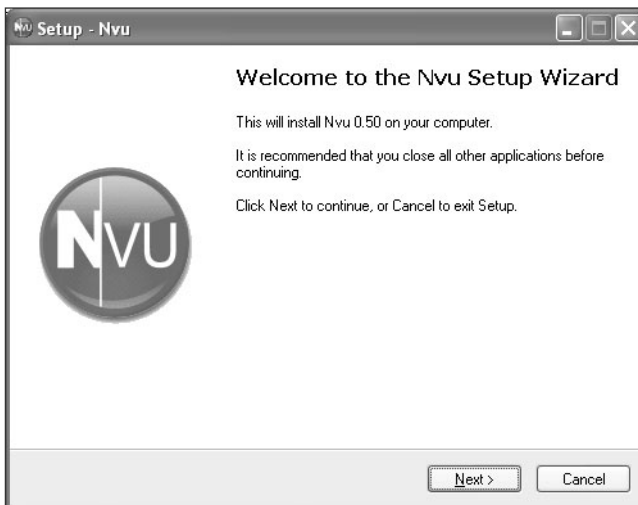 Setup - Nvu
Welcome to the Nvu Setup Wizard
This will install Nvu 0.50 on your computer.
It is recommended that you close all other applications before
continuing.
Click Next to continue, or Cancel to exit Setup.
NVU
Next >
Cancel